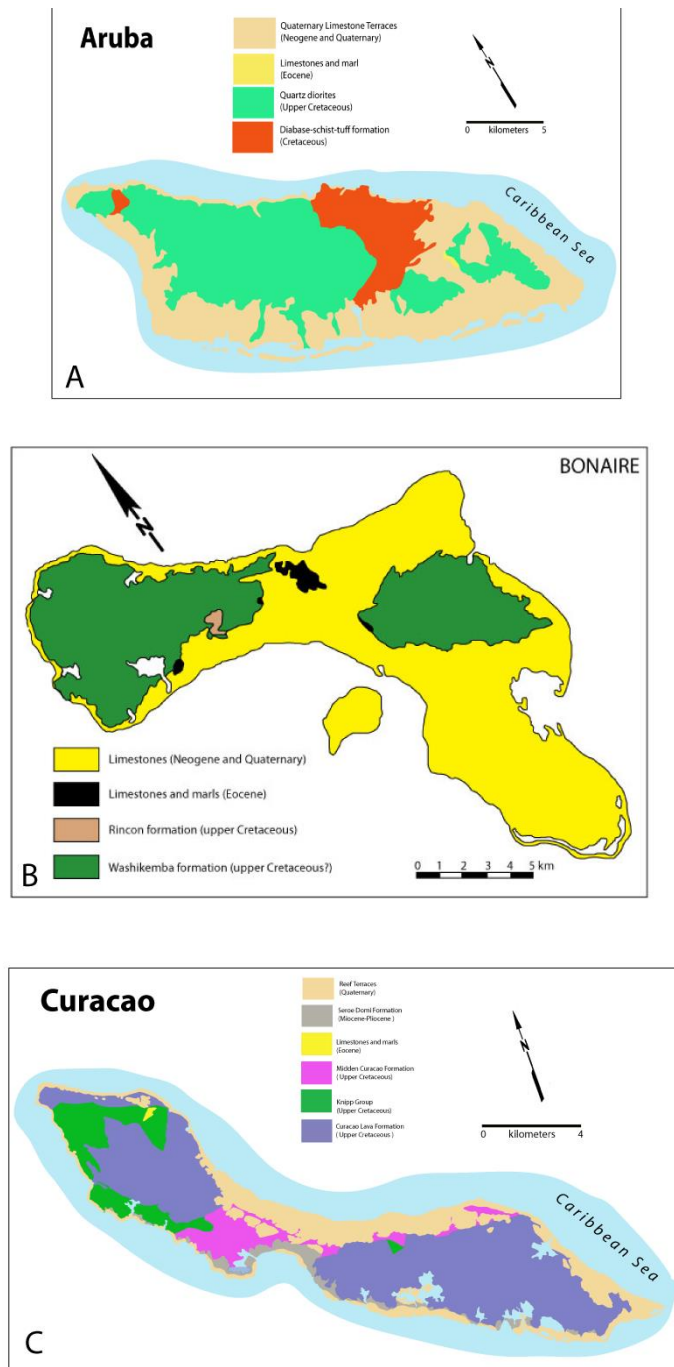 Aruba
Quaternary Limestone Terraces
(Neogene and Quaternary)
Limestones and marl
(Eocene)
Quartz diorites
(Upper Cretaceous)
Diabase-schist-tuff formation
(Cretaceous)
N
0 kilometers 5
Caribbean Sea
A
BONAIRE
N
Limestones (Neogene and Quaternary)
Limestones and marls (Eocene)
Rincon formation (upper Cretaceous)
Washikemba formation (upper Cretaceous?)
0 1 2 3 4 5 km
B
Curacao
Reef Terraces
(Quaternary)
Seroe Domi Formation
(Miocene-Pliocene )
Limestones and marls
(Eocene)
Midden Curacao Formation
( Upper Cretaceous)
Knipp Group
(Upper Cretaceous)
Curacao Lava Formation
( Upper Cretaceous )
N
0 kilometers 4
Caribbean Sea
C